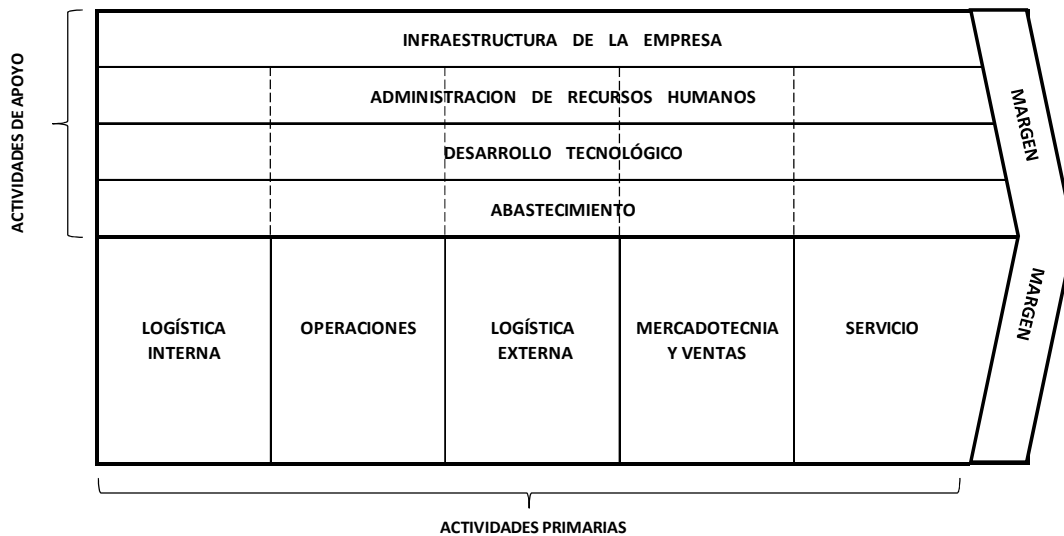 ACTIVIDADES DE APOYO
INFRAESTRUCTURA DE LA EMPRESA
ADMINISTRACION DE RECURSOS HUMANOS
DESARROLLO TECNOLÓGICO
ABASTECIMIENTO
MARGEN
LOGÍSTICA
INTERNA
OPERACIONES
LOGÍSTICA
EXTERNA
MERCADOTECNIA
Y VENTAS
SERVICIO
MARGEN
ACTIVIDADES PRIMARIAS